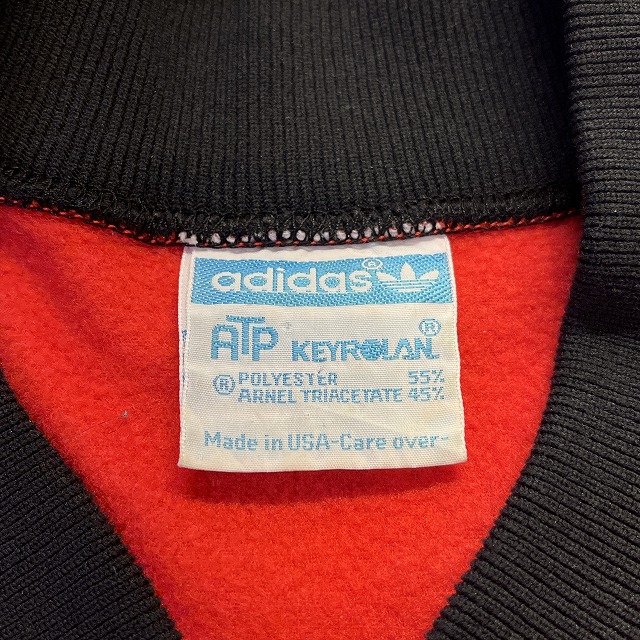 adidas®
ATP KEYROLAN®
® POLYESTER 55%
ARNEL TRIACETATE 45%
Made in USA-Care over-